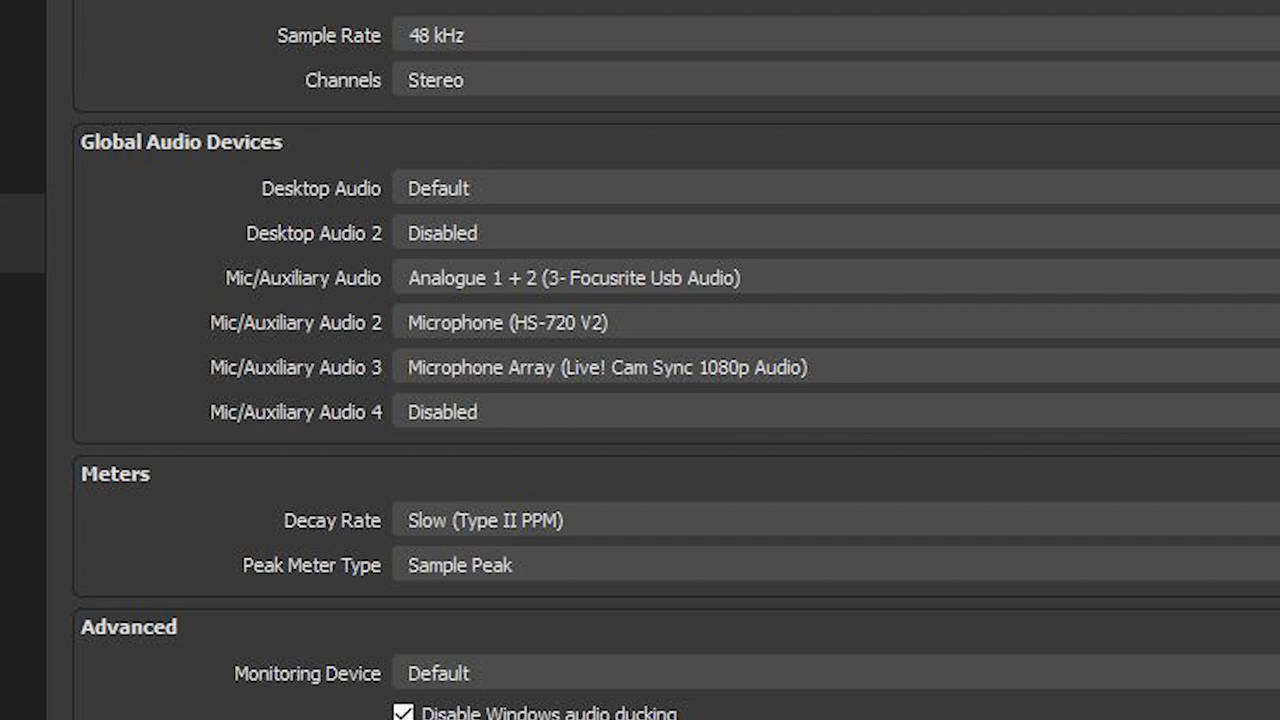 Sample Rate 48 kHz
Channels Stereo
Global Audio Devices
Desktop Audio Default
Desktop Audio 2 Disabled
Mic/Auxiliary Audio Analogue 1 + 2 (3- Focusrite Usb Audio)
Mic/Auxiliary Audio 2 Microphone (HS-720 V2)
Mic/Auxiliary Audio 3 Microphone Array (Live! Cam Sync 1080p Audio)
Mic/Auxiliary Audio 4 Disabled
Meters
Decay Rate Slow (Type II PPM)
Peak Meter Type Sample Peak
Advanced
Monitoring Device Default
Disable Windows audio ducking